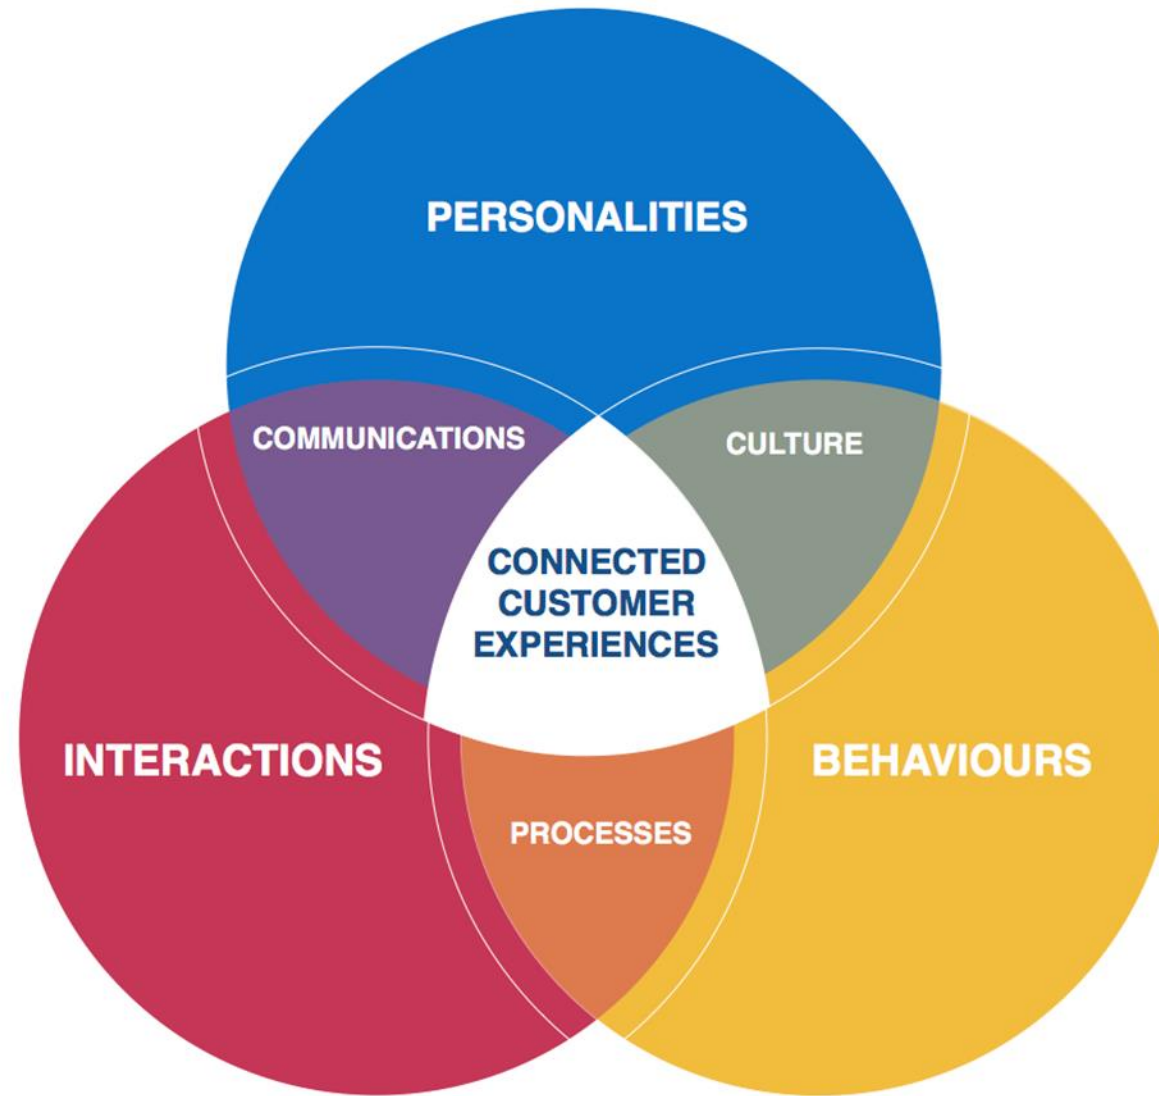 PERSONALITIES
COMMUNICATIONS
CULTURE
CONNECTED
CUSTOMER
EXPERIENCES
INTERACTIONS
BEHAVIOURS
PROCESSES